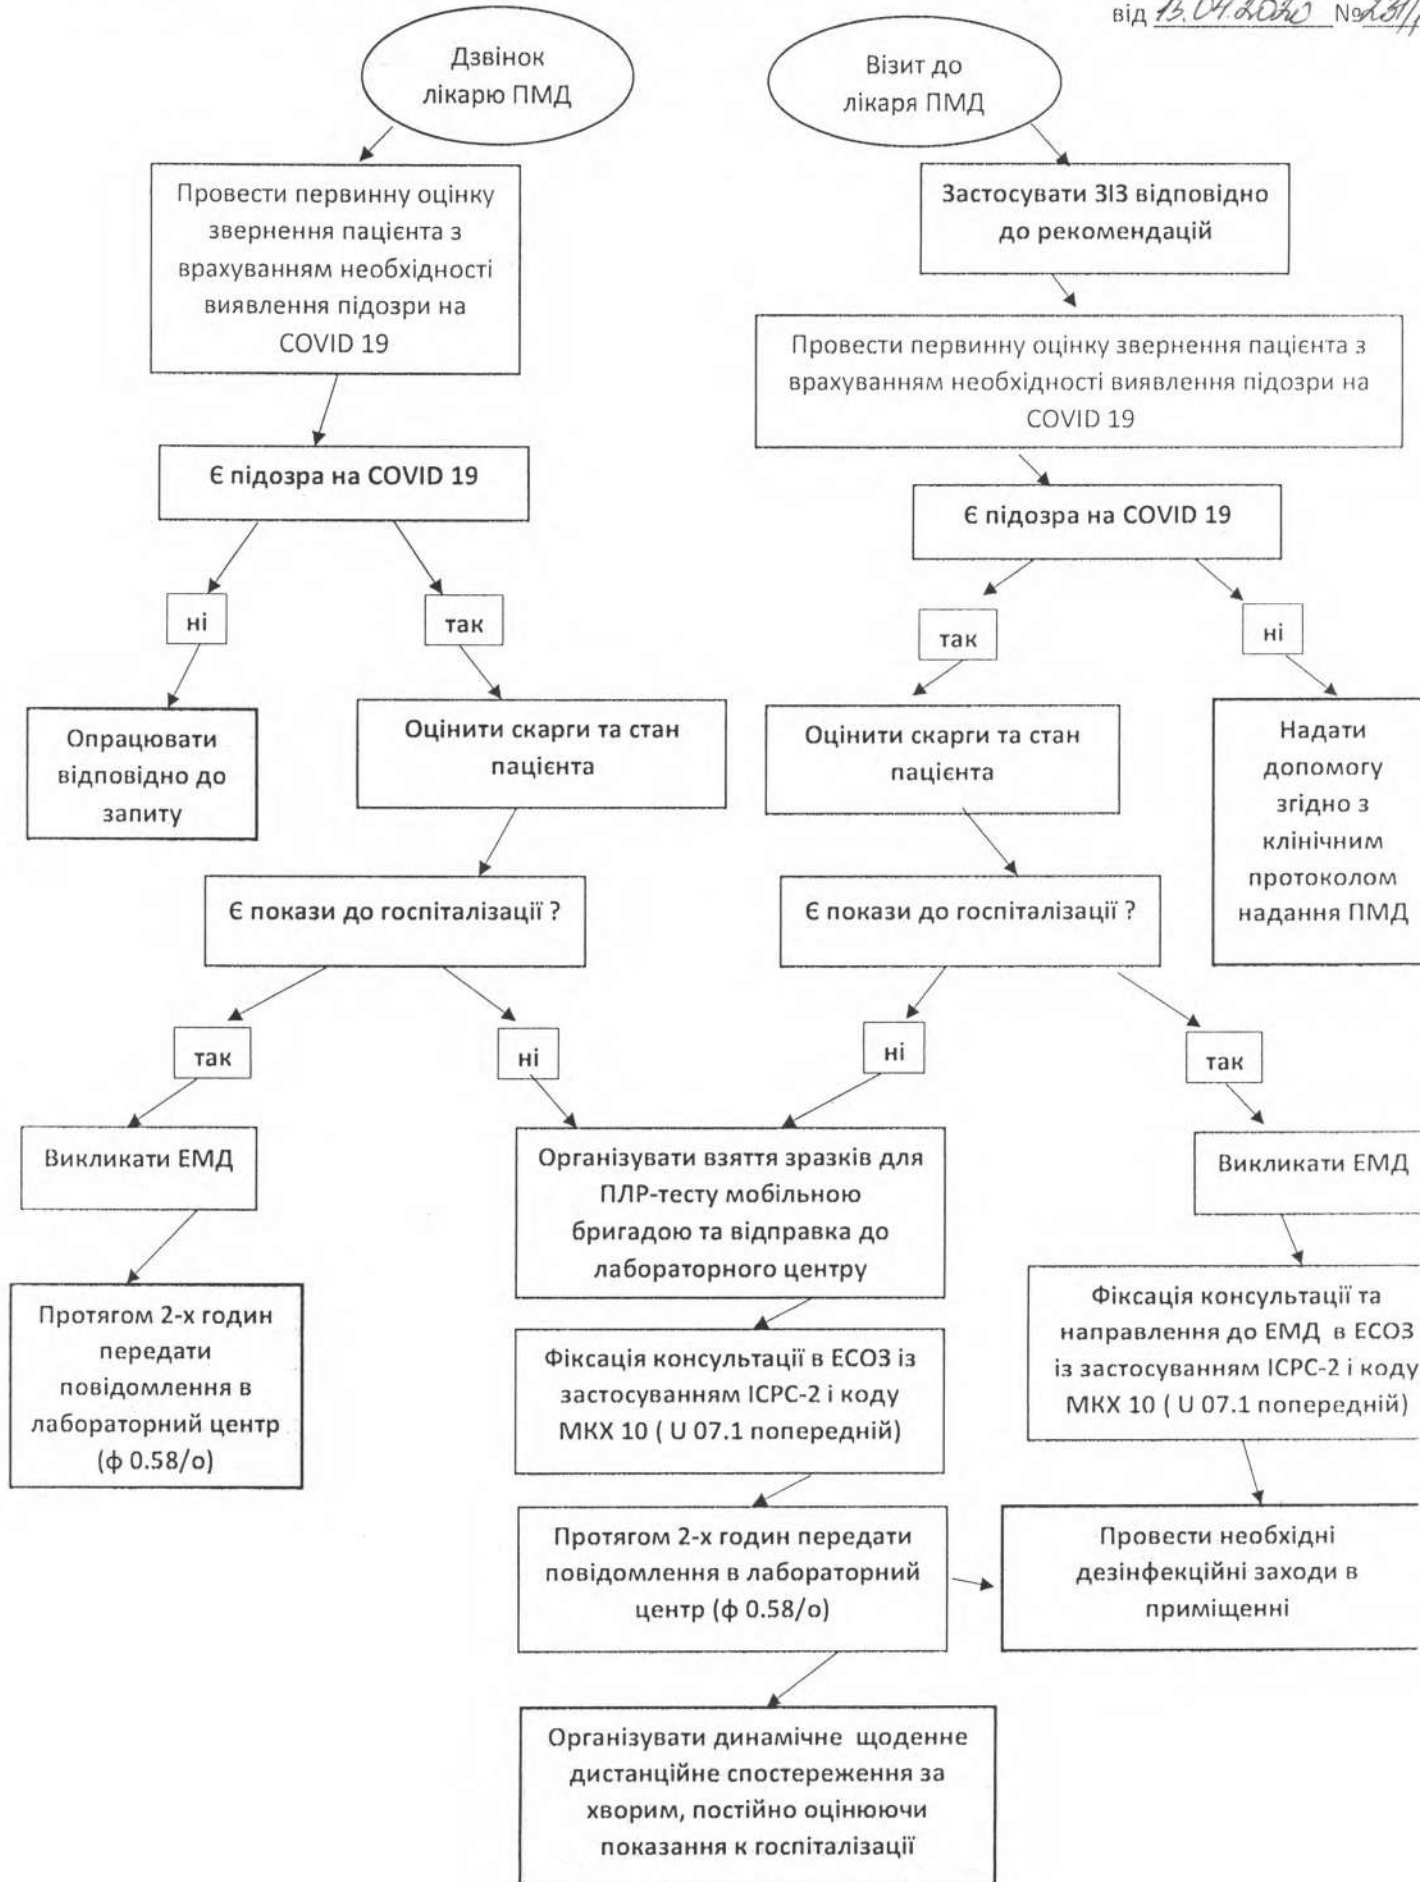 від 13.04.2020 №
Дзвінок
лікарю ПМД
Візит до
лікаря ПМД
Провести первинну оцінку
звернення пацієнта з
врахуванням необхідності
виявлення підозри на
COVID 19
Застосувати ЗІЗ відповідно
до рекомендацій
Провести первинну оцінку звернення пацієнта з
врахуванням необхідності виявлення підозри на
COVID 19
Є підозра на COVID 19
Є підозра на COVID 19
ні
так
так
ні
Опрацювати
відповідно до
запиту
Оцінити скарги та стан
пацієнта
Оцінити скарги та стан
пацієнта
Надати
допомогу
згідно з
клінічним
протоколом
надання ПМД
Є покази до госпіталізації ?
Є покази до госпіталізації ?
так
ні
ні
так
Викликати ЕМД
Організувати взяття зразків для
ПЛР-тесту мобільною
бригадою та відправка до
лабораторного центру
Викликати ЕМД
Протягом 2-х годин
передати
повідомлення в
лабораторний центр
(ф 0.58/о)
Фіксація консультації в ЕСОЗ із
застосуванням ІСРС-2 і коду
МКХ 10 ( U 07.1 попередній)
Фіксація консультації та
направлення до ЕМД в ЕСОЗ
із застосуванням ІСРС-2 і коду
МКХ 10 ( U 07.1 попередній)
Протягом 2-х годин передати
повідомлення в лабораторний
центр (ф 0.58/о)
Провести необхідні
дезінфекційні заходи в
приміщенні
Організувати динамічне щоденне
дистанційне спостереження за
хворим, постійно оцінюючи
показання к госпіталізації